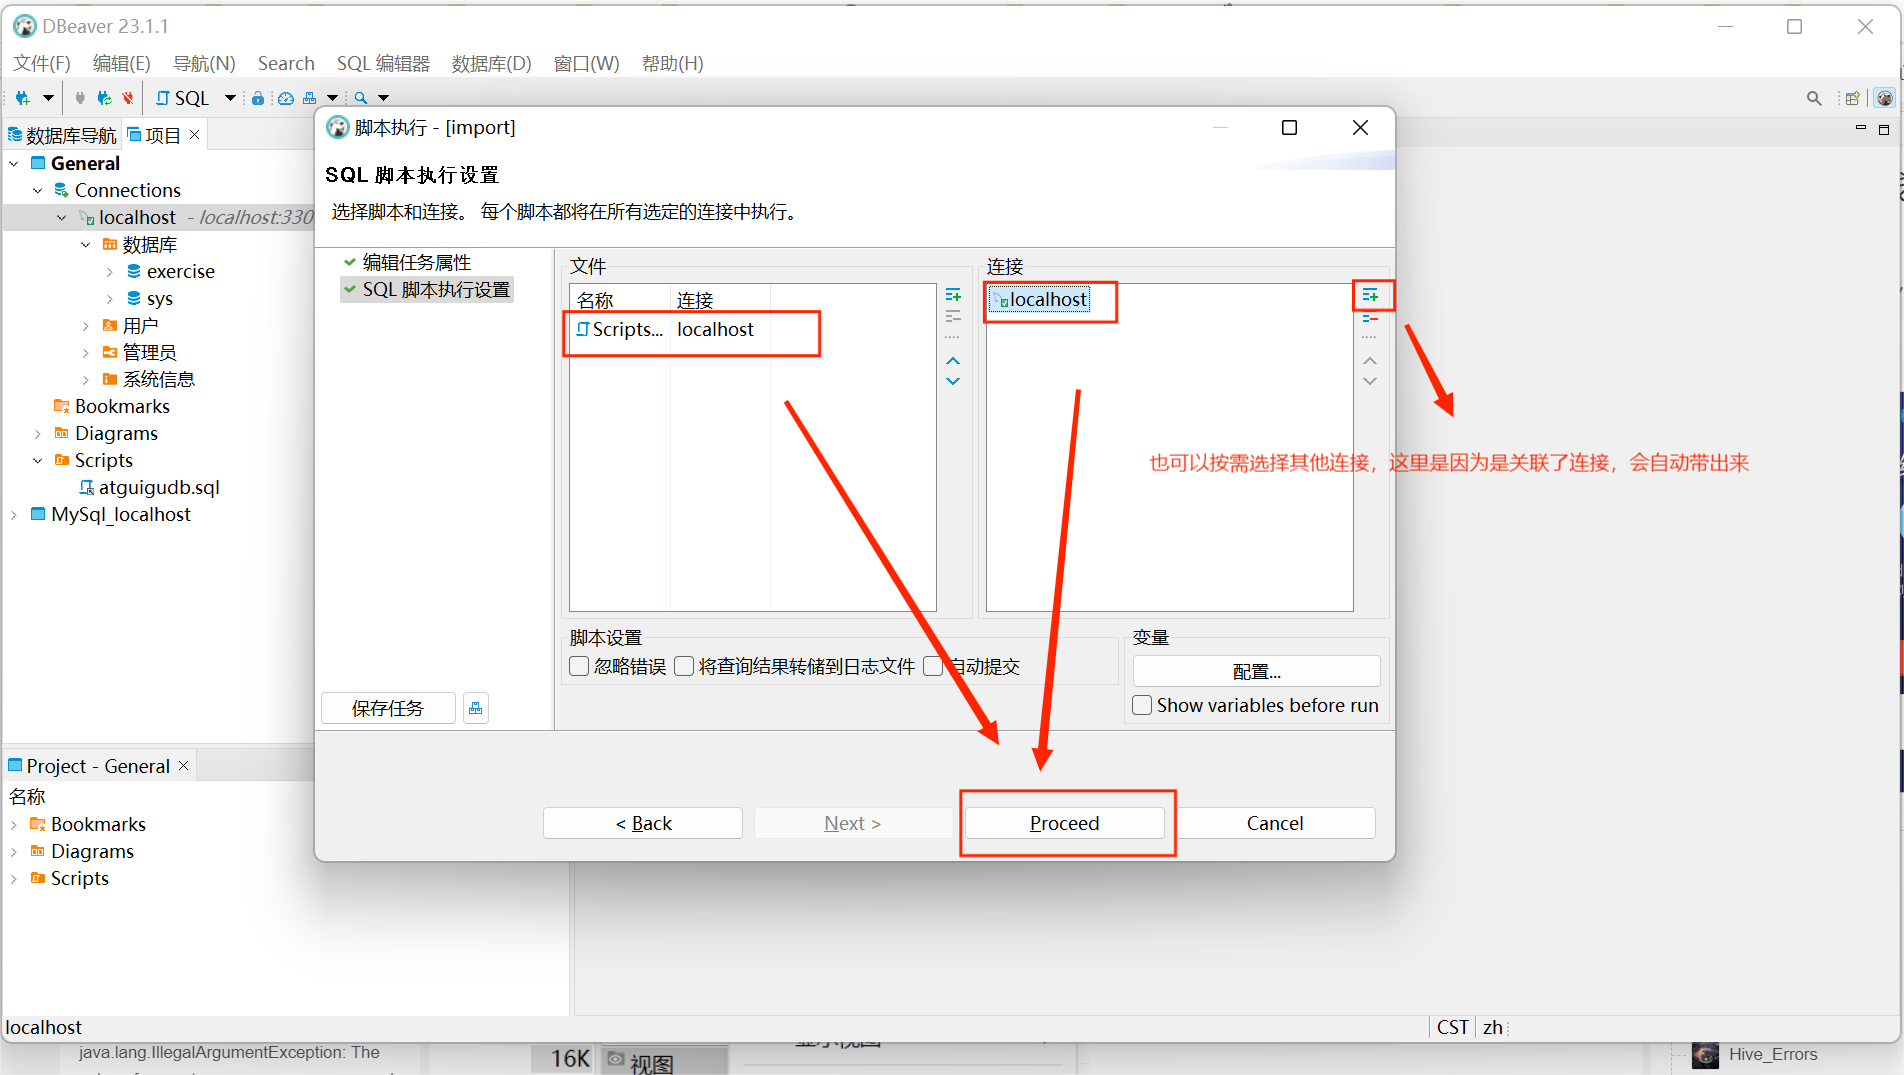 DBeaver 23.1.1
文件(F) 编辑(E) 导航(N) Search SQL 编辑器 数据库(D) 窗口(W) 帮助(H)
SQL
数据库导航 项目
General
Connections
localhost - localhost:330
数据库
exercise
sys
用户
管理员
系统信息
Bookmarks
Diagrams
Scripts
atguigudb.sql
MySql_localhost
脚本执行 - [import]
SQL 脚本执行设置
选择脚本和连接。 每个脚本都将在所有选定的连接中执行。
编辑任务属性
SQL 脚本执行设置
文件
名称 连接
Scripts... localhost
连接
localhost
也可以按需选择其他连接，这里是因为是关联了连接，会自动带出来
脚本设置
忽略错误 将查询结果转储到日志文件 自动提交
变量
配置...
Show variables before run
保存任务
< Back Next > Proceed Cancel
Project - General
名称
Bookmarks
Diagrams
Scripts
localhost
CST zh
java.lang.IllegalArgumentException: The
16K 视图
Hive_Errors